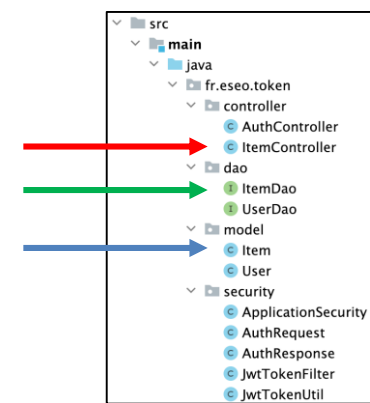 src
main
java
fr.eseo.token
controller
C AuthController
C ItemController
dao
I ItemDao
I UserDao
model
C Item
C User
security
C ApplicationSecurity
C AuthRequest
C AuthResponse
C JwtTokenFilter
C JwtTokenUtil